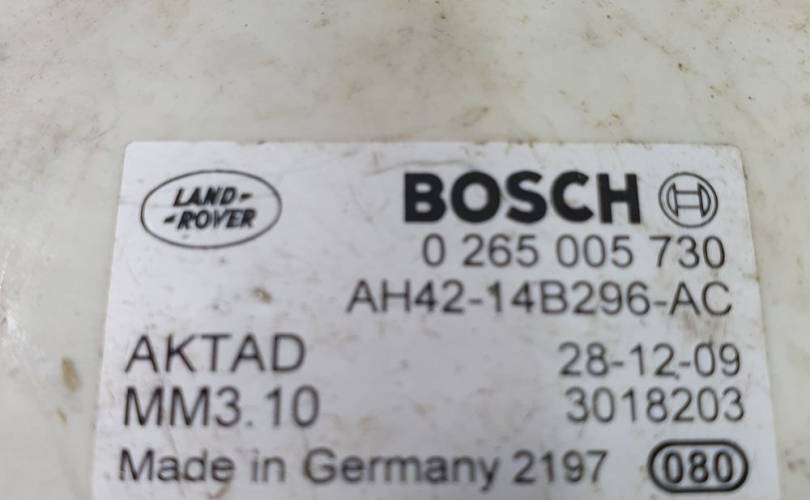 LAND-
-ROVER
BOSCH
0 265 005 730
AH42-14B296-AC
AKTAD 28-12-09
MM3.10 3018203
Made in Germany 2197 080